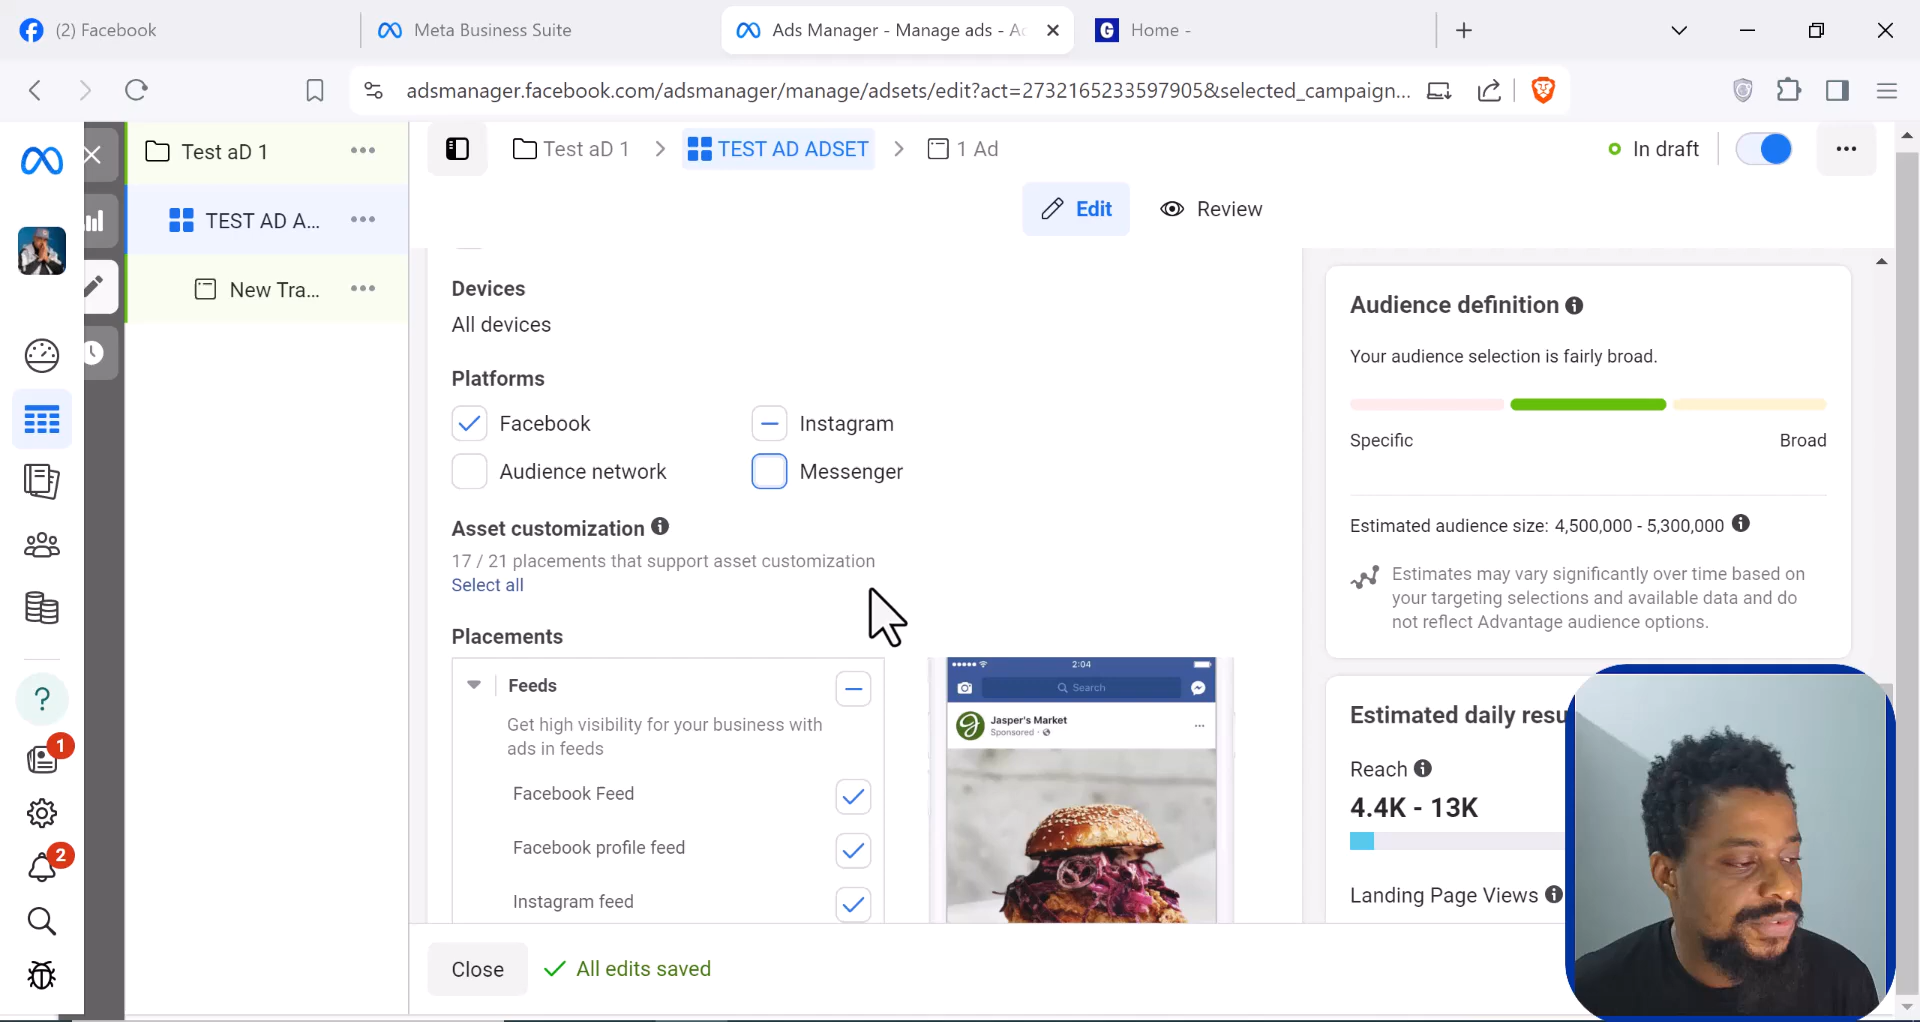 (2) Facebook
Meta Business Suite
Ads Manager - Manage ads - Ac
G
Home -
adsmanager.facebook.com/adsmanager/manage/adsets/edit?act=2732165233597905&selected_campaign...
Test aD 1
TEST AD A...
New Tra...
Test aD 1
TEST AD ADSET
1 Ad
In draft
Edit
Review
Devices
All devices
Platforms
Facebook
Instagram
Audience network
Messenger
Asset customization
17 / 21 placements that support asset customization
Select all
Placements
Feeds
Get high visibility for your business with
ads in feeds
Facebook Feed
Facebook profile feed
Instagram feed
2:04
Search
Jasper's Market
Sponsored
Audience definition
Your audience selection is fairly broad.
Specific
Broad
Estimated audience size: 4,500,000 - 5,300,000
Estimates may vary significantly over time based on
your targeting selections and available data and do
not reflect Advantage audience options.
Estimated daily resu
Reach
4.4K - 13K
Landing Page Views
?
1
2
Close
All edits saved